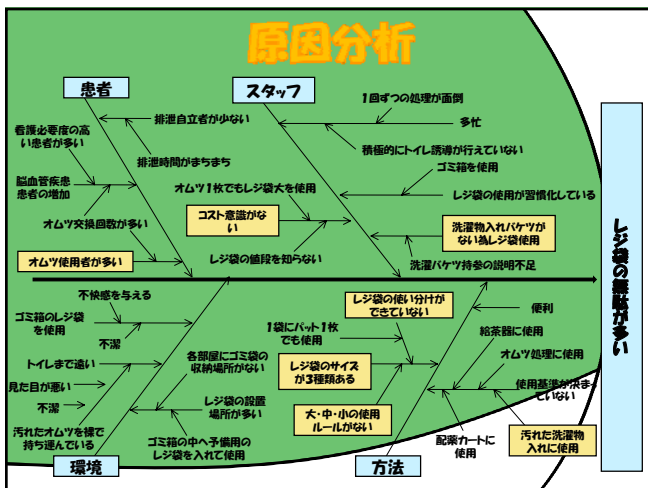 原因分析
患者
スタッフ
排泄自立者が少ない
看護必要度の高
い患者が多い
排泄時間がまちまち
脳血管疾患
患者の増加
オムツ交換回数が多い
オムツ使用者が多い
1回ずつの処理が面倒
多忙
積極的にトイレ誘導が行えていない
ゴミ箱を使用
オムツ1枚でもレジ袋大を使用
レジ袋の使用が習慣化している
コスト意識がな
い
洗濯物入れバケツが
ない為レジ袋使用
レジ袋の値段を知らない
洗濯バケツ持参の説明不足
レジ袋の無駄が多い
不快感を与える
ゴミ箱のレジ袋
を使用
不潔
トイレまで遠い
各部屋にゴミ袋の
収納場所がない
見た目が悪い
不潔
レジ袋の設置
場所が多い
汚れたオムツを裸で
持ち運んでいる
ゴミ箱の中へ予備用の
レジ袋を入れて使用
環境
レジ袋の使い分けが
できていない
便利
1袋にパット1枚
でも使用
給茶器に使用
レジ袋のサイズ
が3種類ある
オムツ処理に使用
使用基準が決まっ
ていない
大・中・小の使用
ルールがない
配薬カートに
使用
汚れた洗濯物
入れに使用
方法